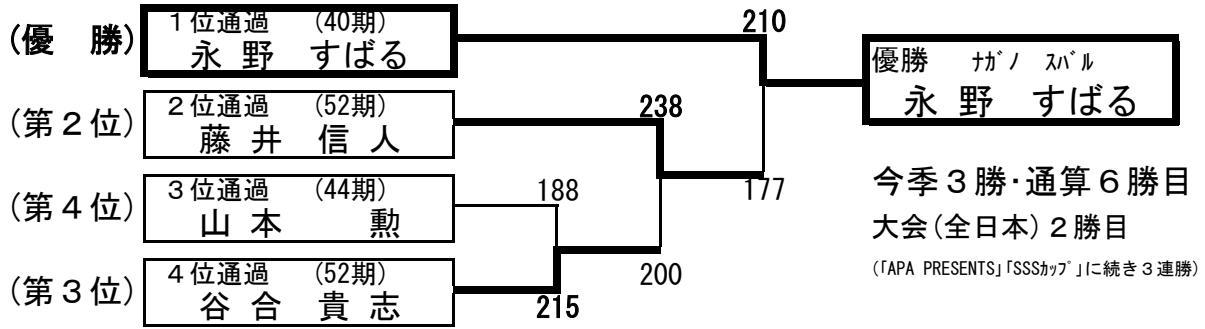 (優　勝)
１位通過　(40期)
永 野　すばる
(第２位)
２位通過　(52期)
藤 井　信 人
(第４位)
３位通過　(44期)
山 本　　勲
(第３位)
４位通過　(52期)
谷 合　貴 志
188
215
238
200
210
177
優勝　ﾅｶﾞﾉ ｽﾊﾞﾙ
永 野　すばる
今季３勝･通算６勝目
大会(全日本)２勝目
(｢APA PRESENTS｣｢SSSｶｯﾌﾟ｣に続き３連勝)